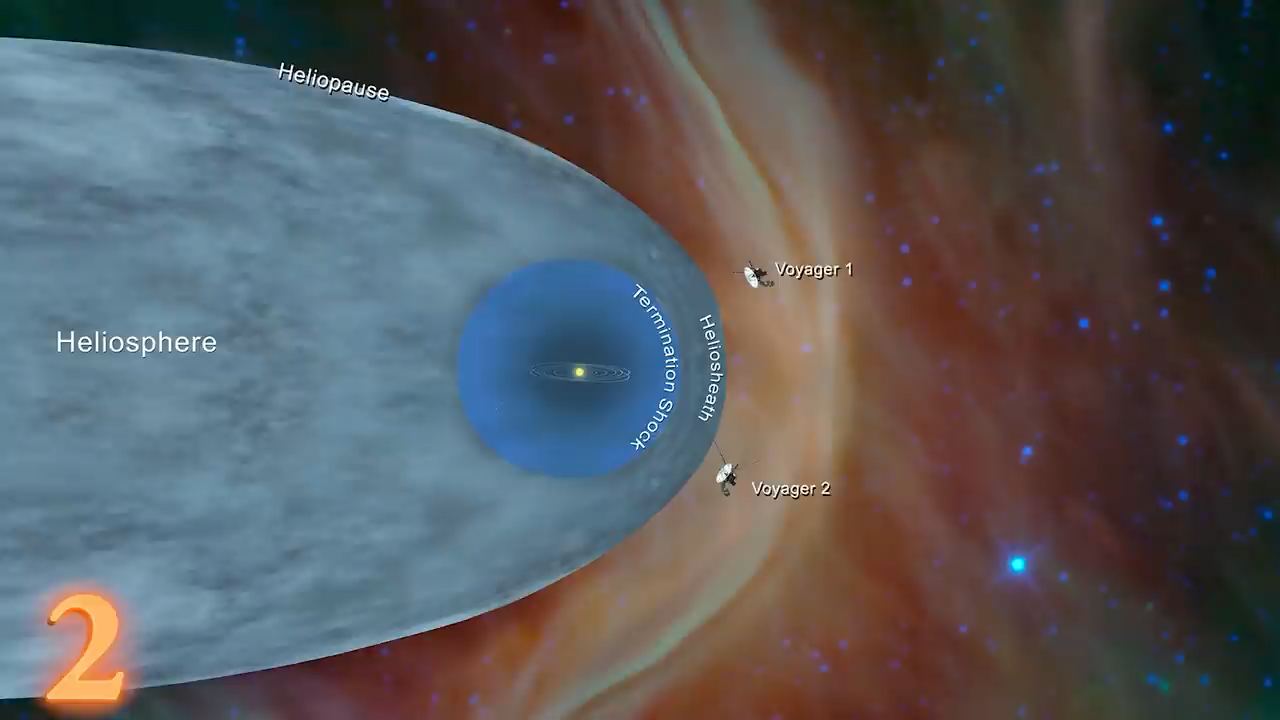 Heliopause
Voyager 1
Termination Shock
Heliosheath
Heliosphere
Voyager 2
2